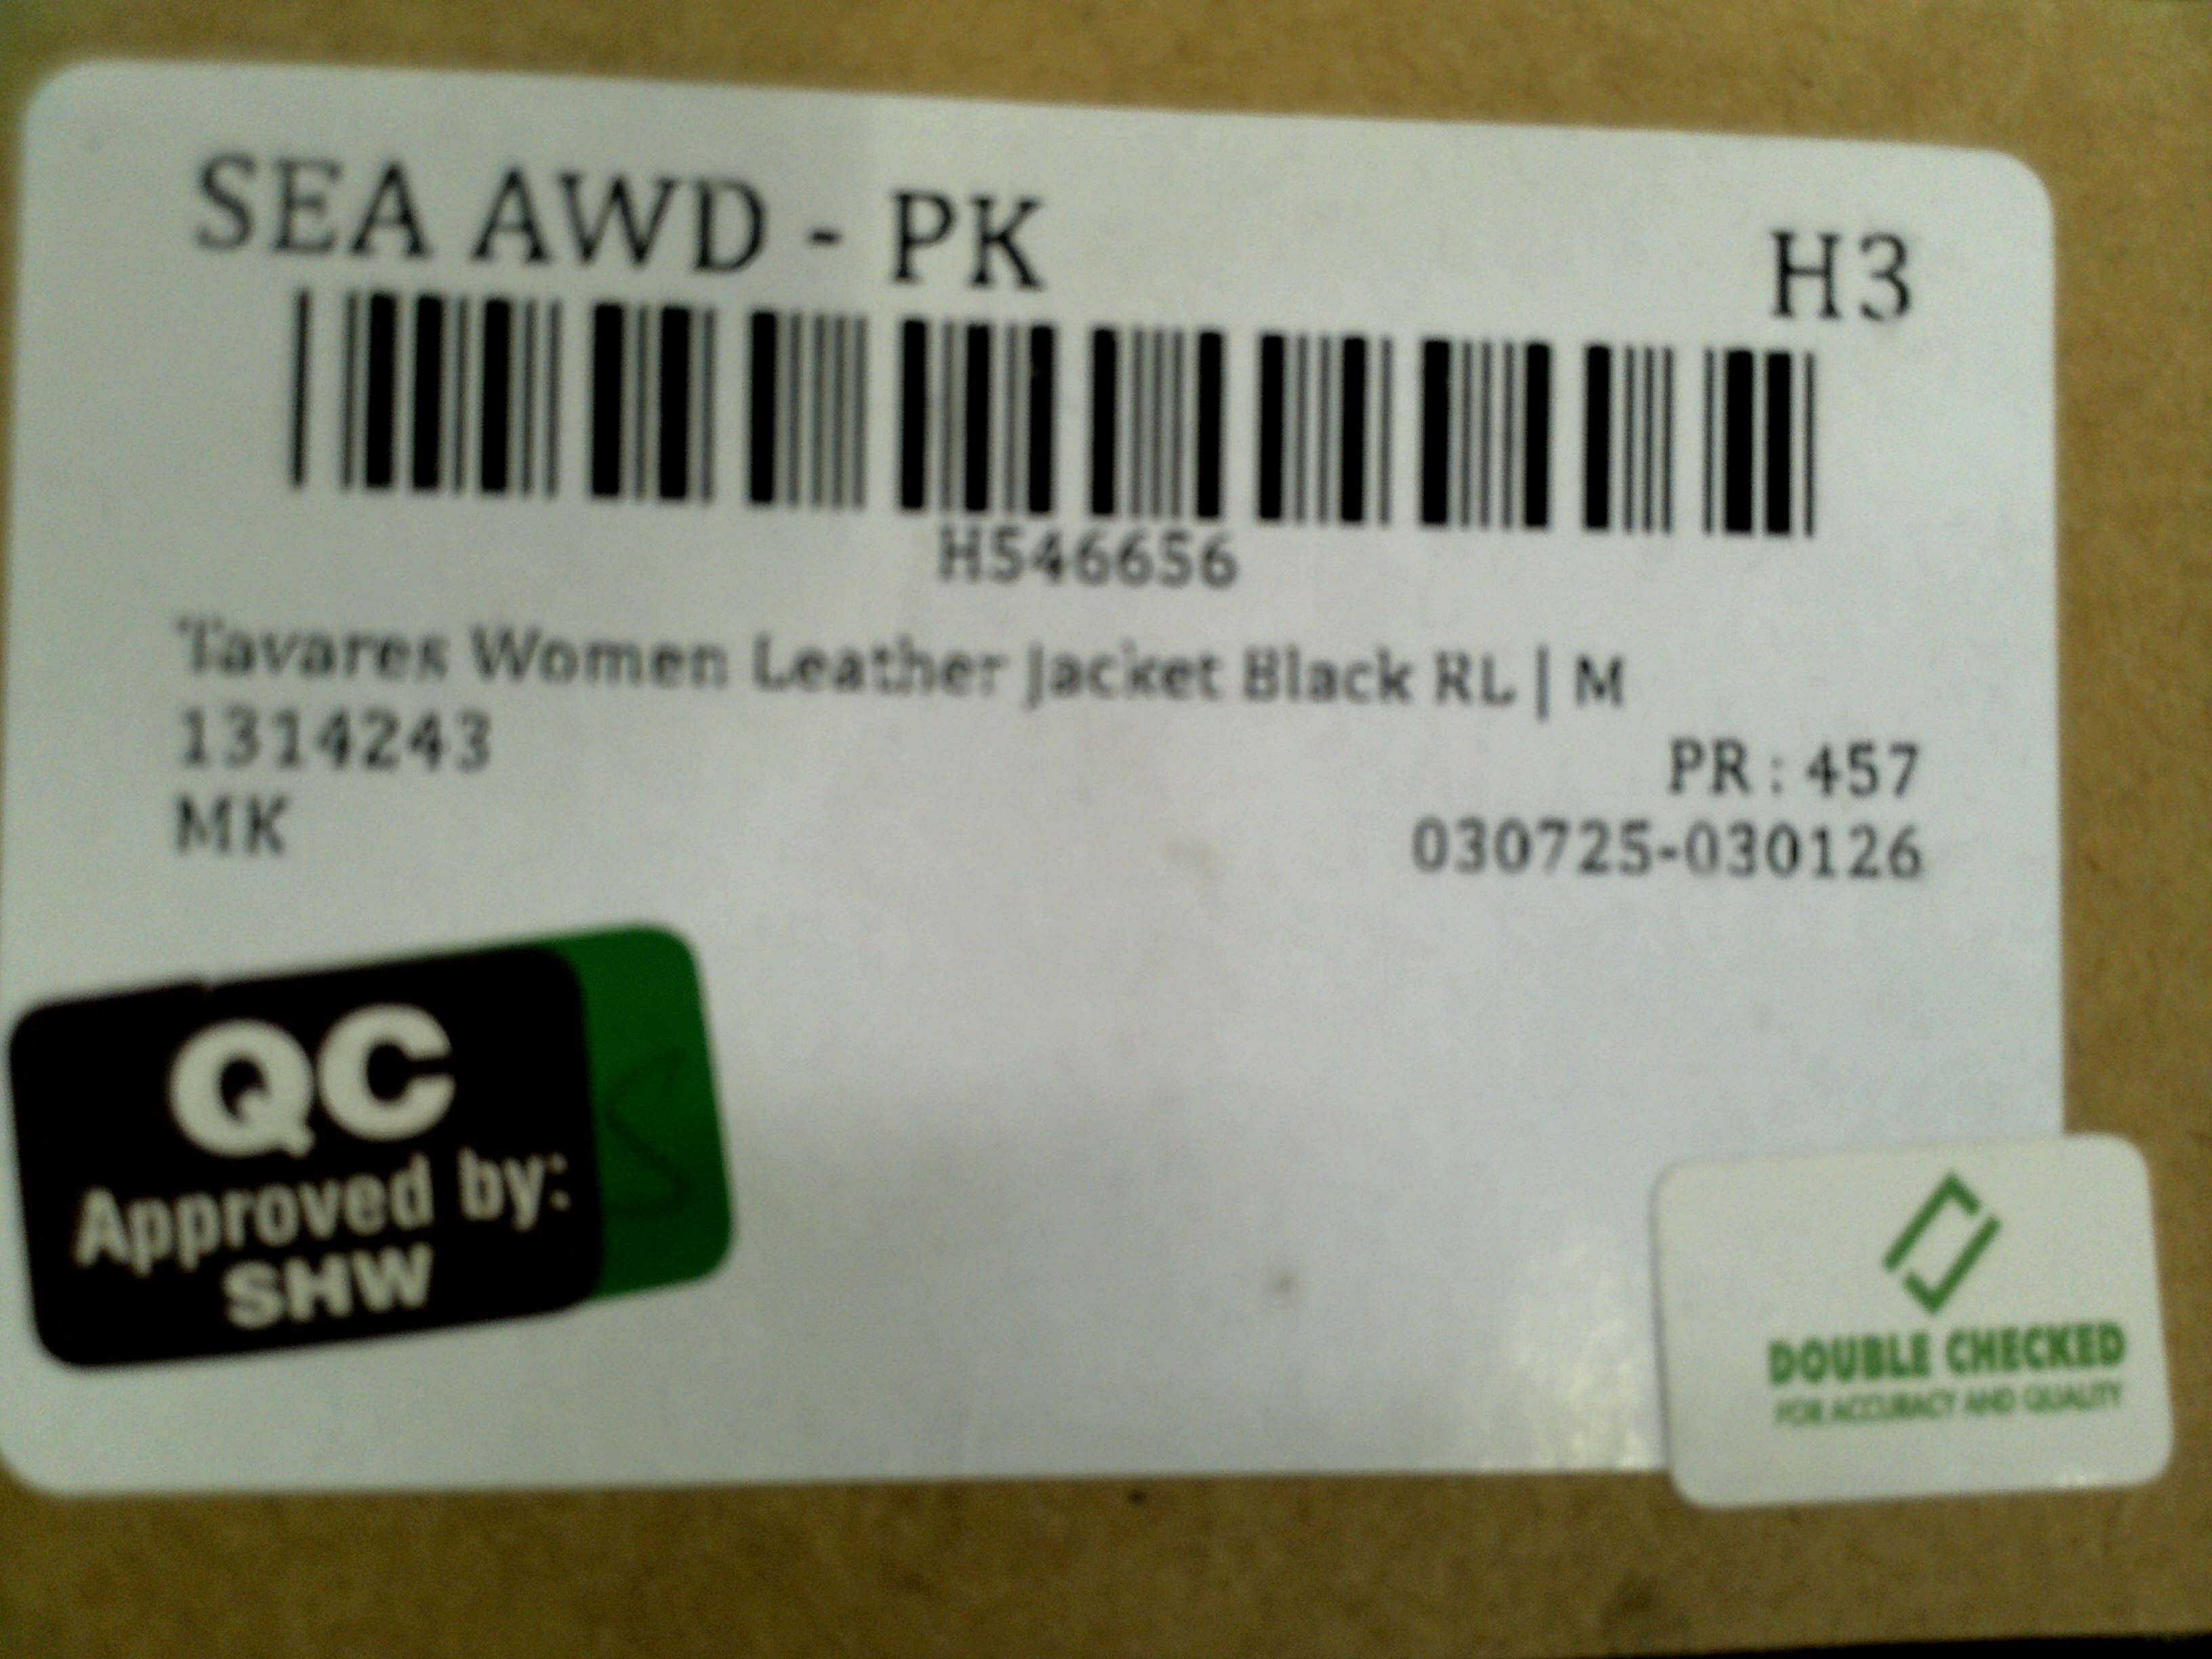 SEA AWD - PK
H3
H546656
Tavares Women Leather Jacket Black RL | M
1314243
PR : 457
MK
030725-030126
QC
Approved by:
SHW
S
DOUBLE CHECKED
FOR ACCURACY AND QUALITY